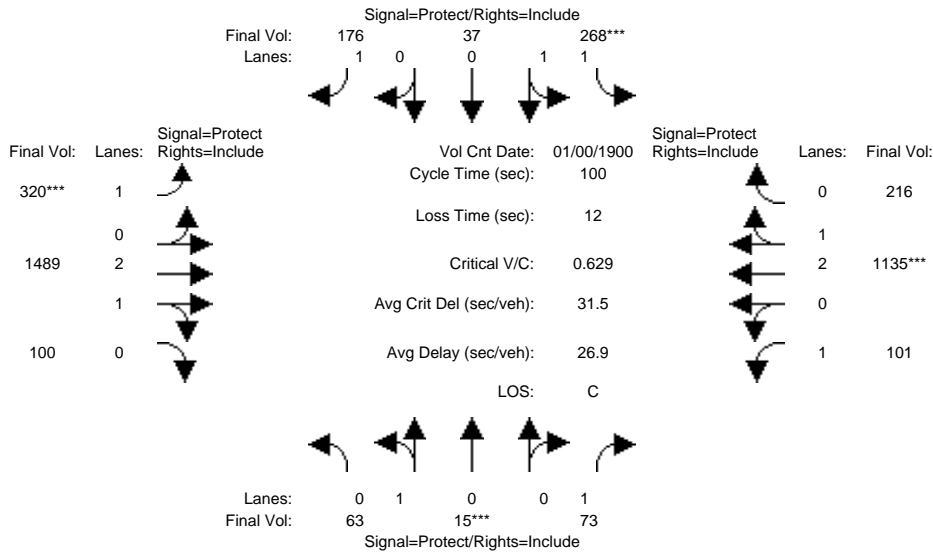 Signal=Protect/Rights=Include
Final Vol: 176 37 268***
Lanes: 1 0 0 1 1
Signal=Protect
Final Vol: Lanes: Rights=Include
Vol Cnt Date: 01/00/1900
Signal=Protect
Rights=Include Lanes: Final Vol:
Cycle Time (sec): 100
320*** 1
0 216
Loss Time (sec): 12
0
1
1489 2
Critical V/C: 0.629
2 1135***
1
Avg Crit Del (sec/veh): 31.5
0
100 0
Avg Delay (sec/veh): 26.9
1 101
LOS: C
Lanes: 0 1 0 0 1
Final Vol: 63 15*** 73
Signal=Protect/Rights=Include